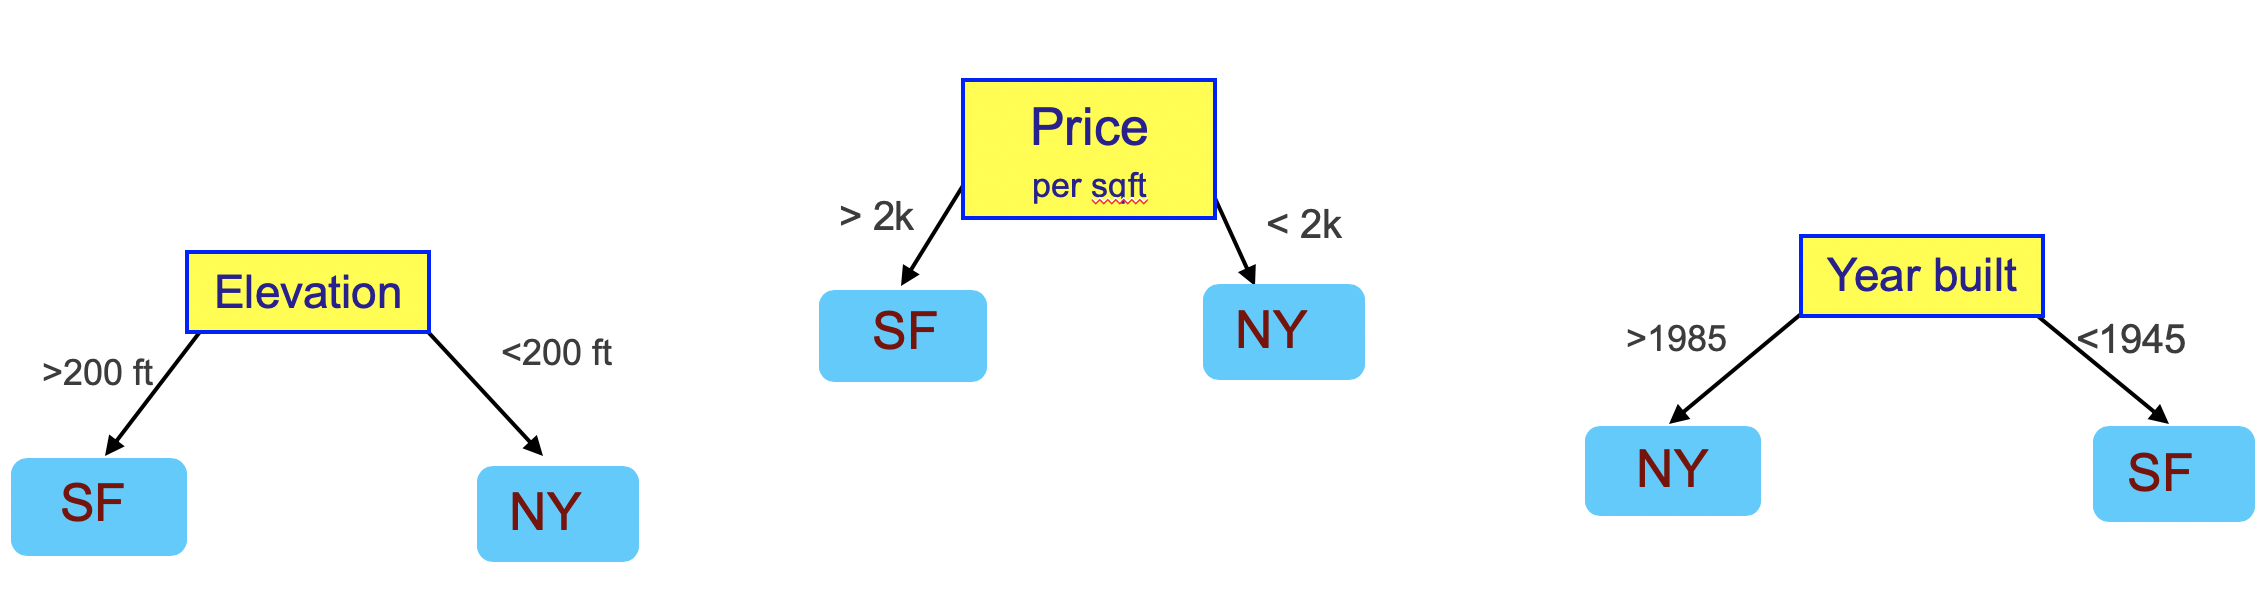 Elevation
>200 ft
<200 ft
SF
NY
Price
per sqft
> 2k
< 2k
SF
NY
Year built
>1985
<1945
NY
SF